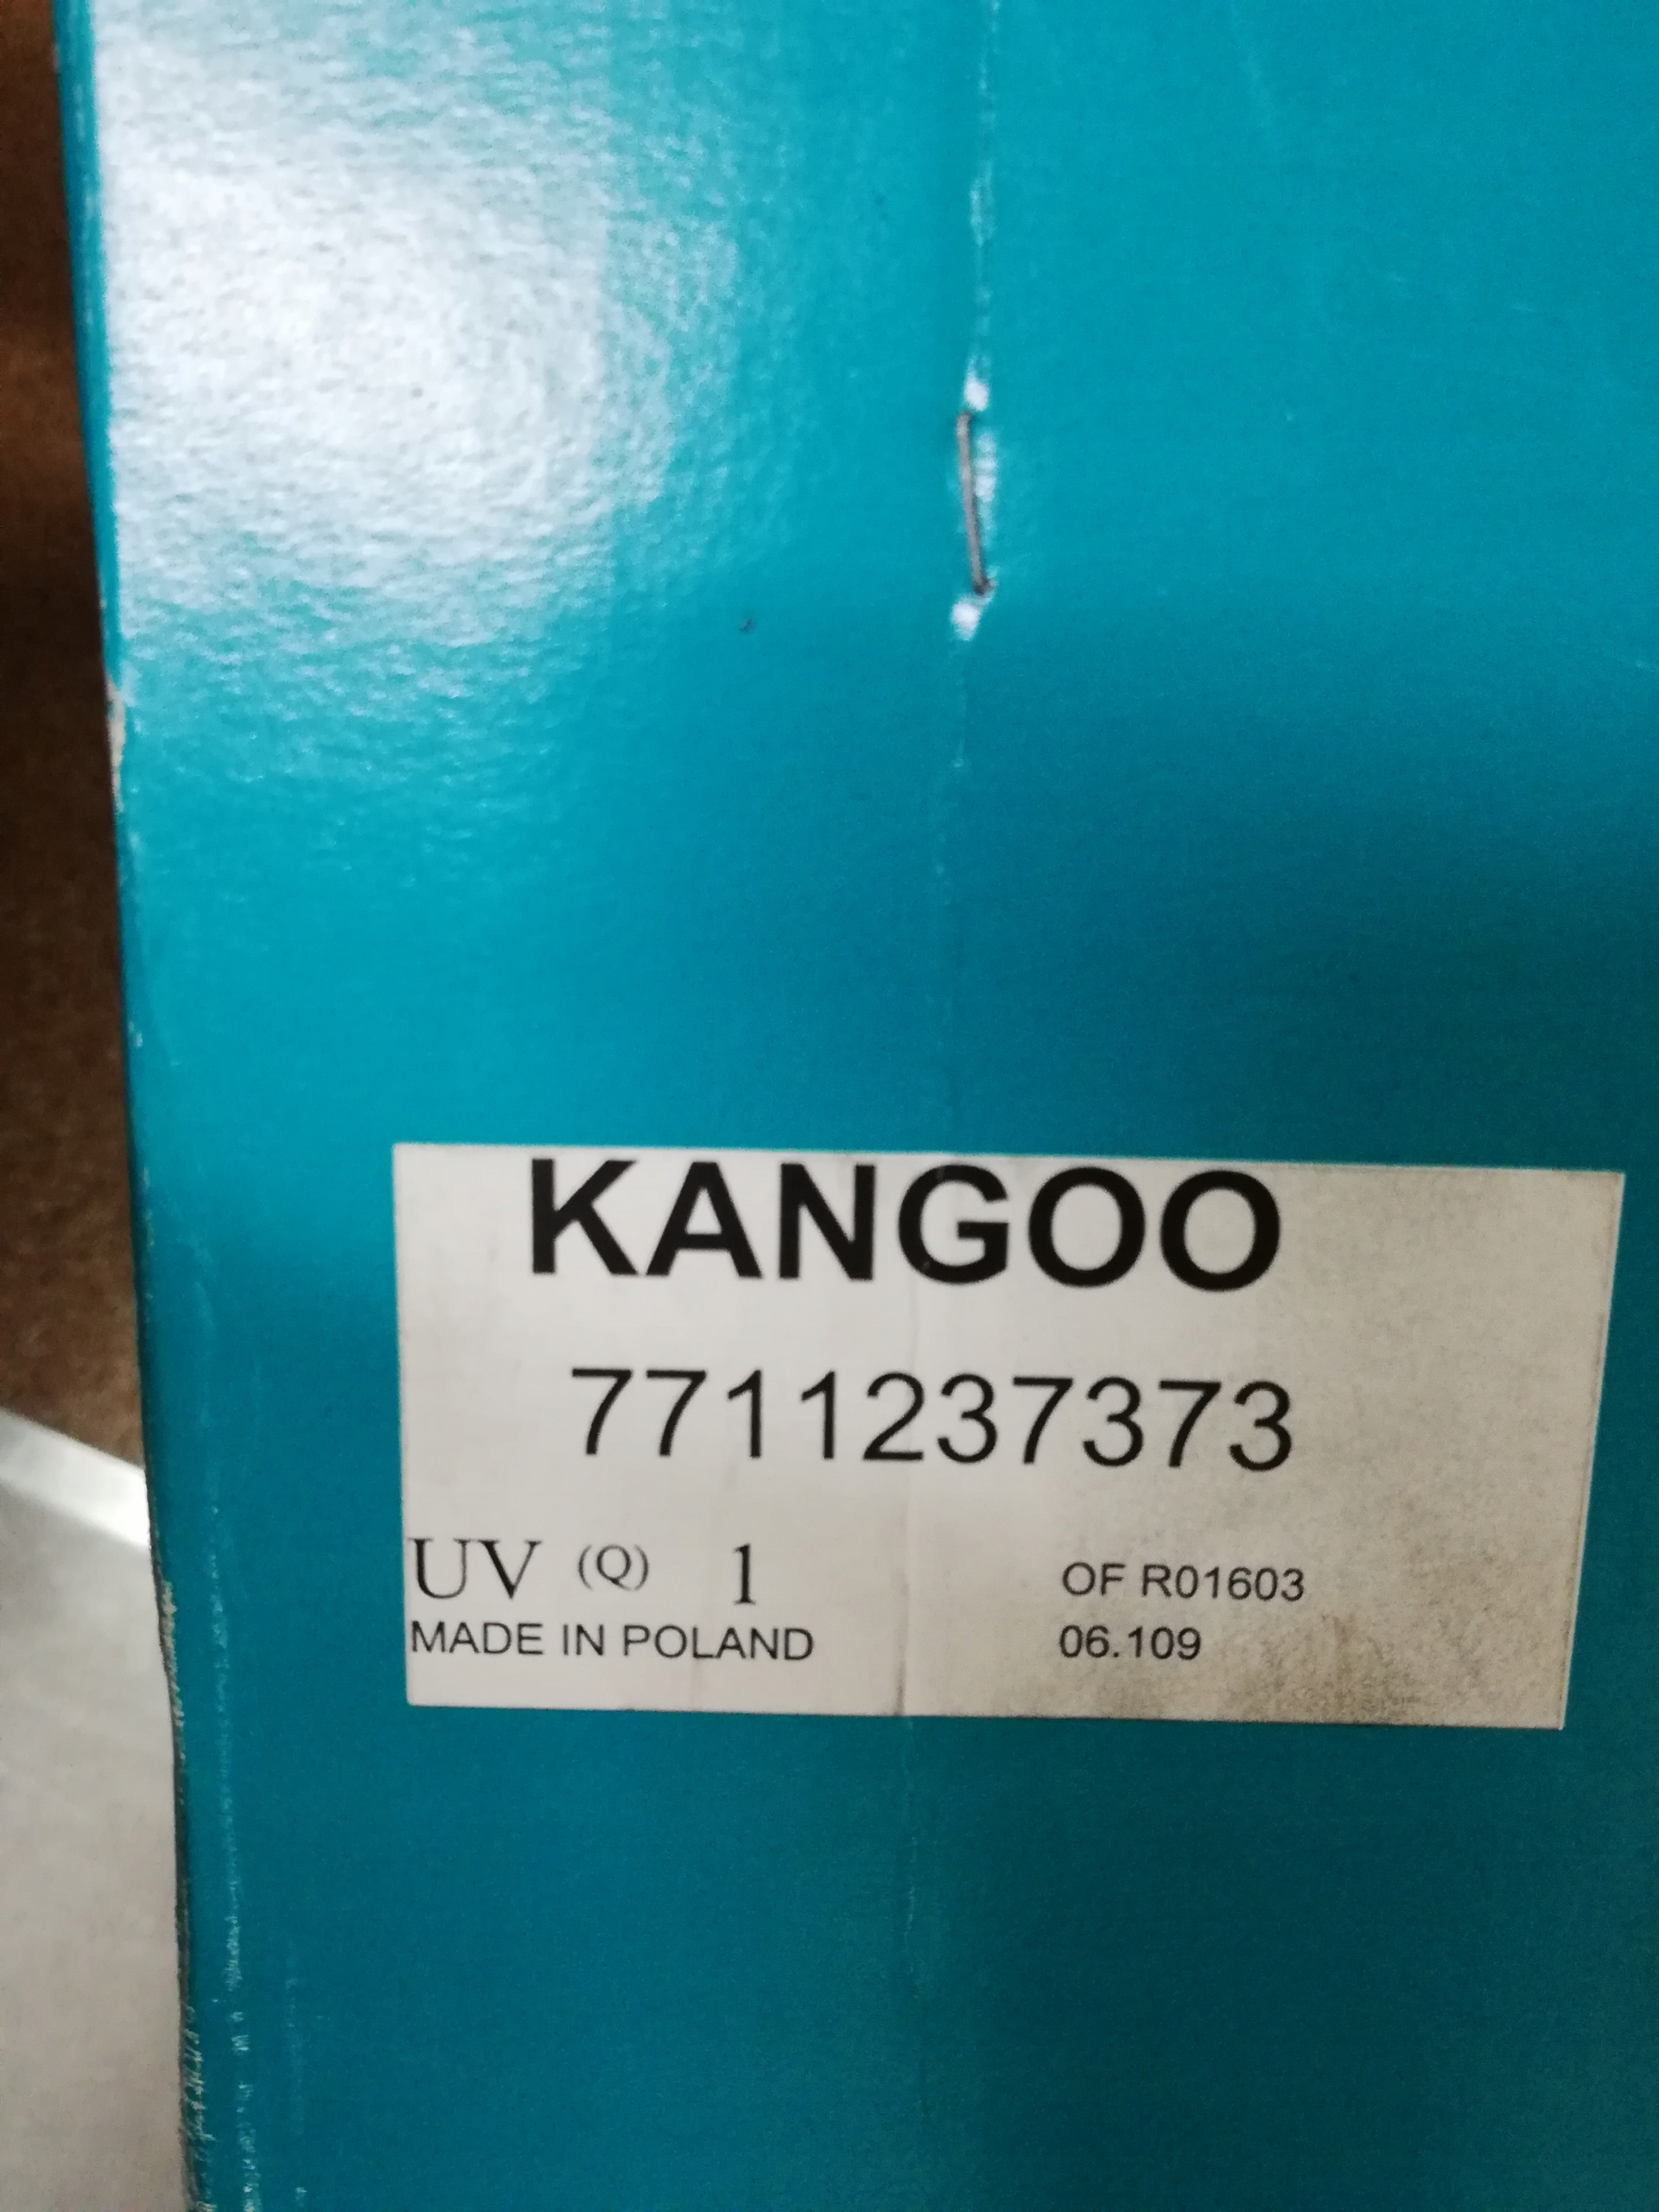 KANGOO
7711237373
UV (Q) 1
MADE IN POLAND
OF R01603
06.109